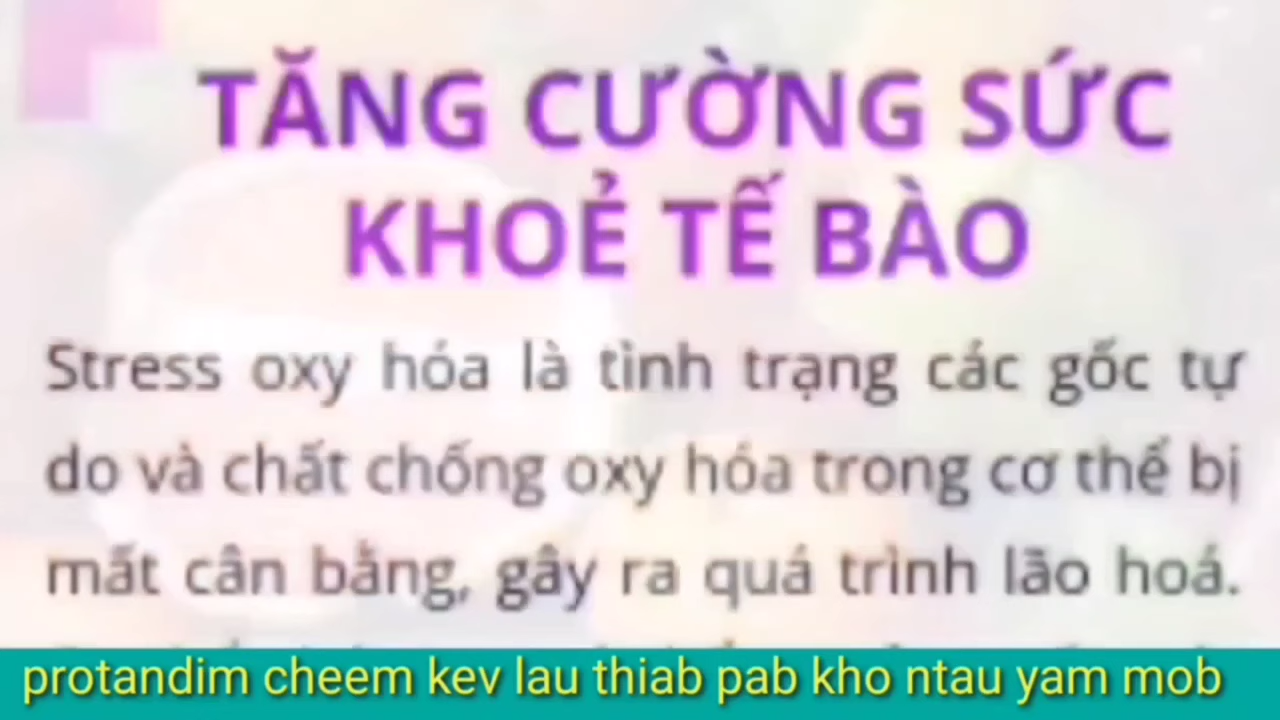 TĂNG CƯỜNG SỨC
KHOẺ TẾ BÀO
Stress oxy hóa là tình trạng các gốc tự
do và chất chống oxy hóa trong cơ thể bị
mất cân bằng, gây ra quá trình lão hoá.
protandim cheem kev lau thiab pab kho ntau yam mob